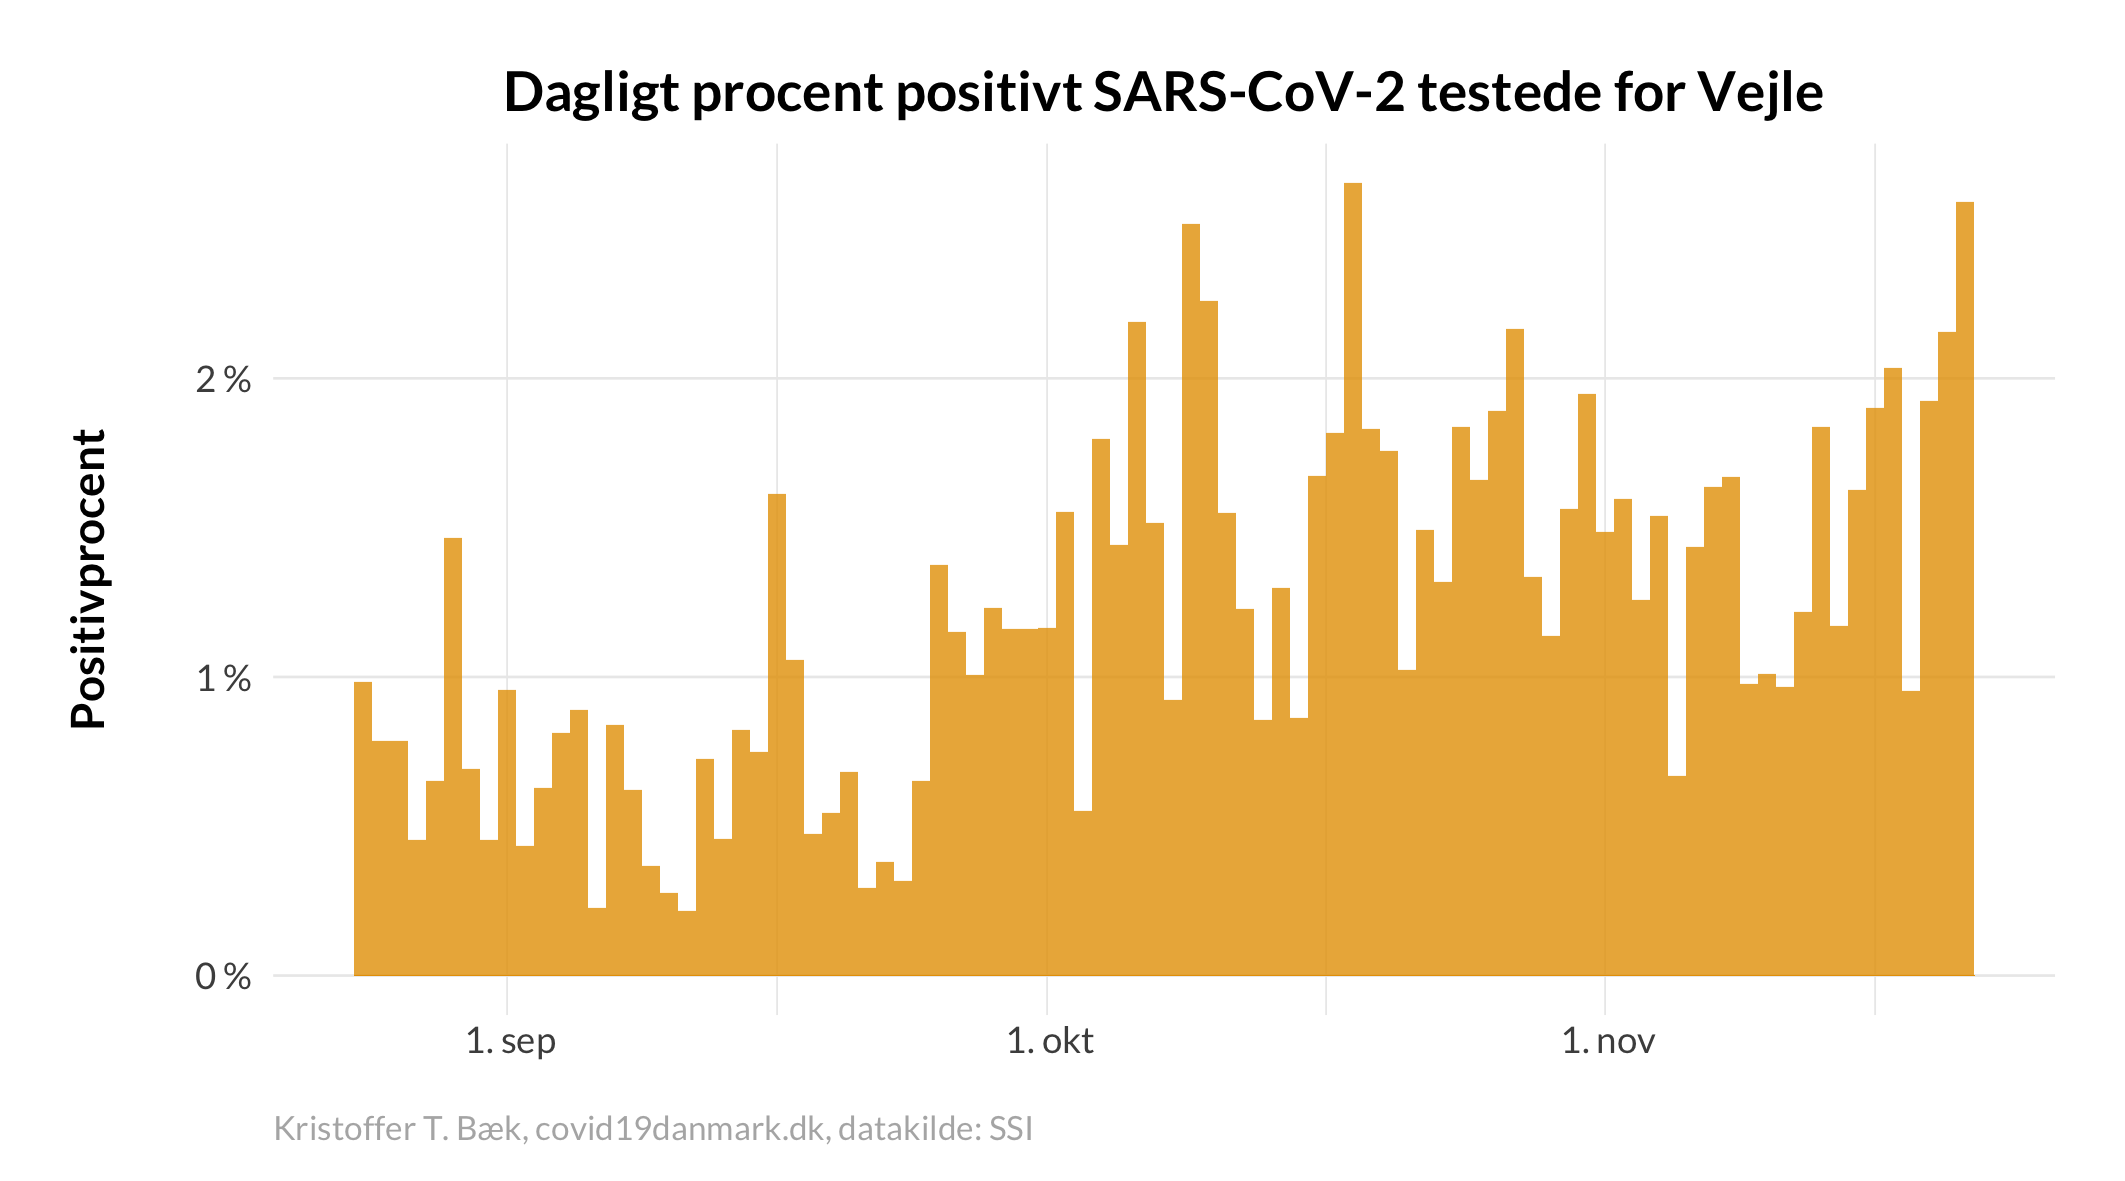 Dagligt procent positivt SARS-CoV-2 testede for Vejle
Positivprocent
2 %
1 %
0 %
1. sep
1. okt
1. nov
Kristoffer T. Bæk, covid19danmark.dk, datakilde: SSI